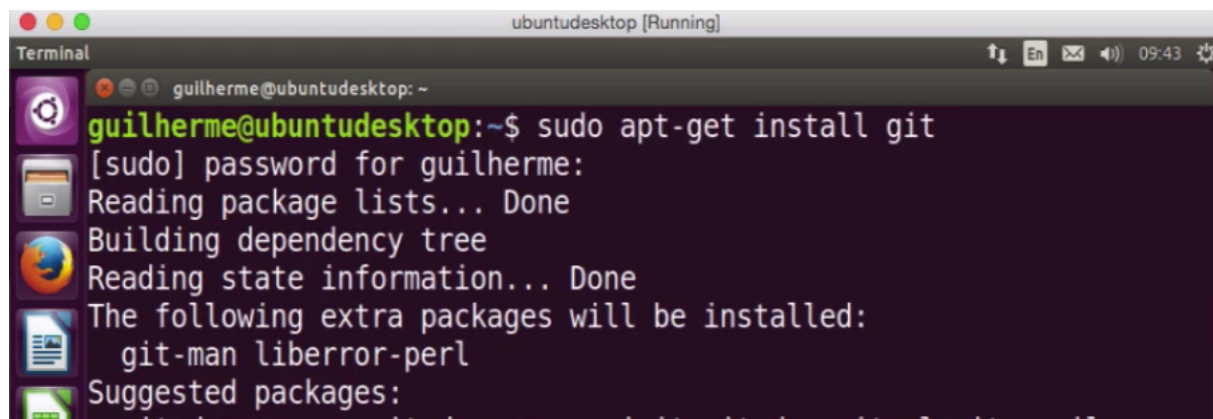 ubuntudesktop [Running]
Terminal
En
09:43
guilherme@ubuntudesktop: ~
guilherme@ubuntudesktop:~$ sudo apt-get install git
[sudo] password for guilherme:
Reading package lists... Done
Building dependency tree
Reading state information... Done
The following extra packages will be installed:
git-man liberror-perl
Suggested packages: